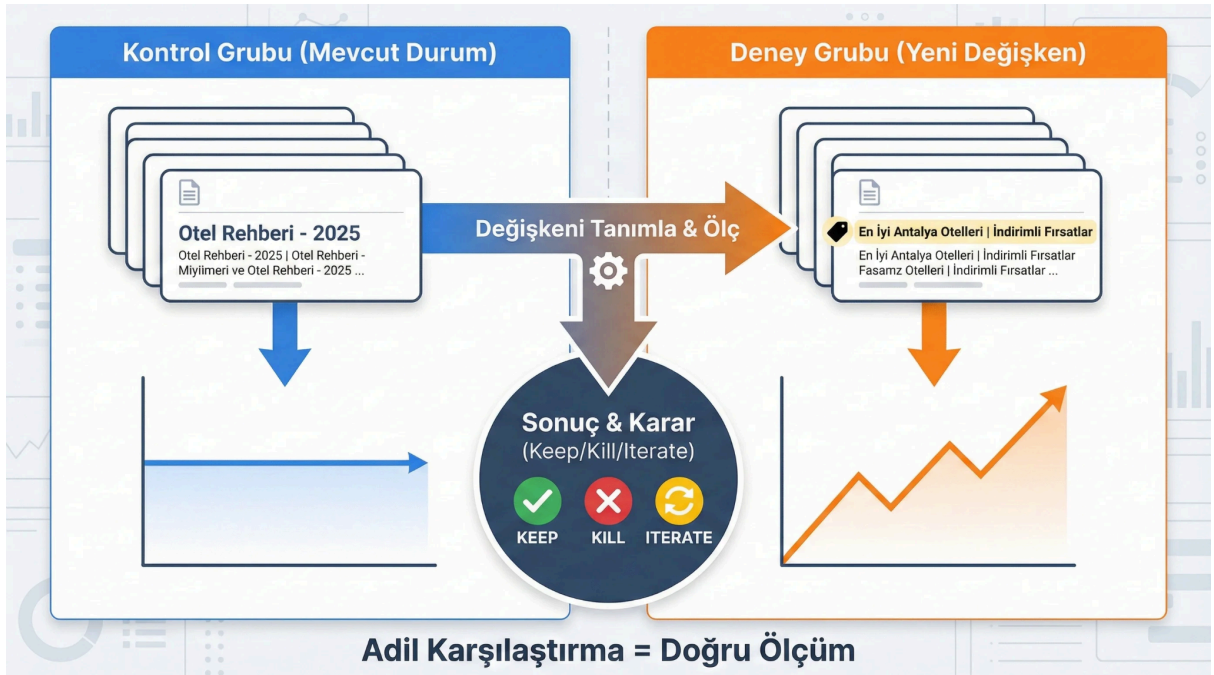 Kontrol Grubu (Mevcut Durum)
Otel Rehberi - 2025
Otel Rehberi - 2025 | Otel Rehberi -
Miyiimeri ve Otel Rehberi - 2025 ...
Değişkeni Tanımla & Ölç
Deney Grubu (Yeni Değişken)
En İyi Antalya Otelleri | İndirimli Fırsatlar
En İyi Antalya Otelleri | İndirimli Fırsatlar
Fasamz Otelleri | İndirimli Fırsatlar ...
Sonuç & Karar
(Keep/Kill/Iterate)
KEEP KILL ITERATE
Adil Karşılaştırma = Doğru Ölçüm